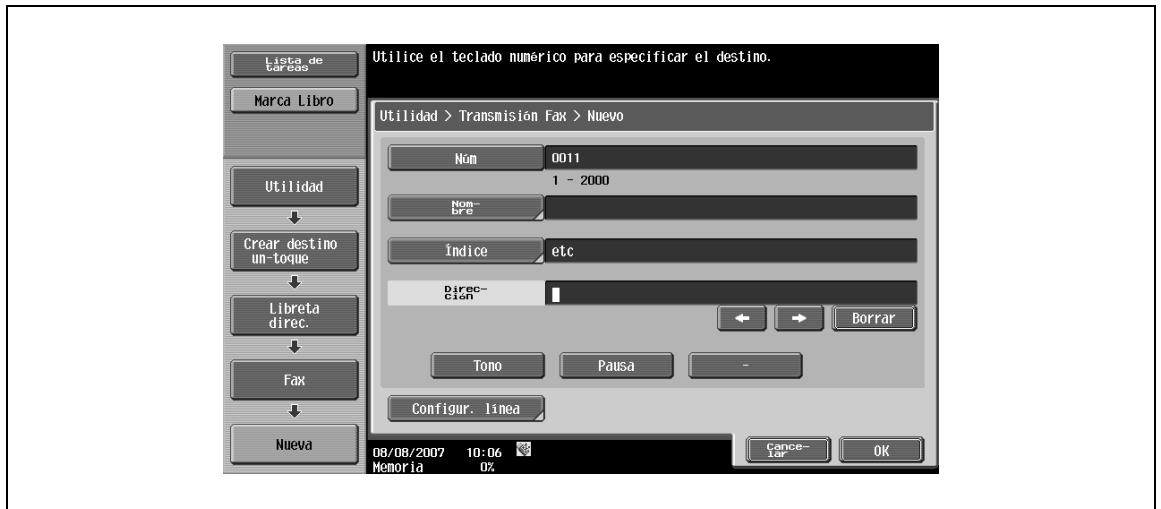 Lista de
tareas
Utilice el teclado numérico para especificar el destino.
Marca Libro
Utilidad > Transmisión Fax > Nuevo
Núm
0011
1 - 2000
Utilidad
Nom-
bre
Crear destino
un-toque
Índice
etc
Direc-
ción
Libreta
direc.
Borrar
Tono
Pausa
-
Fax
Configur. línea
Nueva
08/08/2007 10:06
Memoria 0%
Cance-
lar
OK